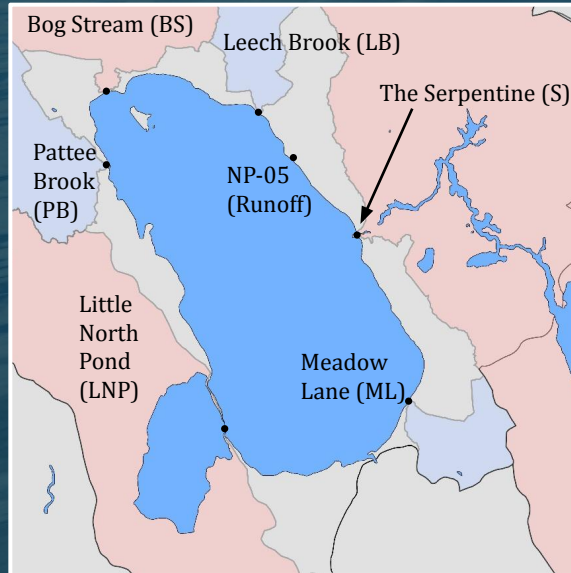 Bog Stream (BS)
Leech Brook (LB)
The Serpentine (S)
Pattee
Brook
(PB)
NP-05
(Runoff)
Little
North
Pond
(LNP)
Meadow
Lane (ML)